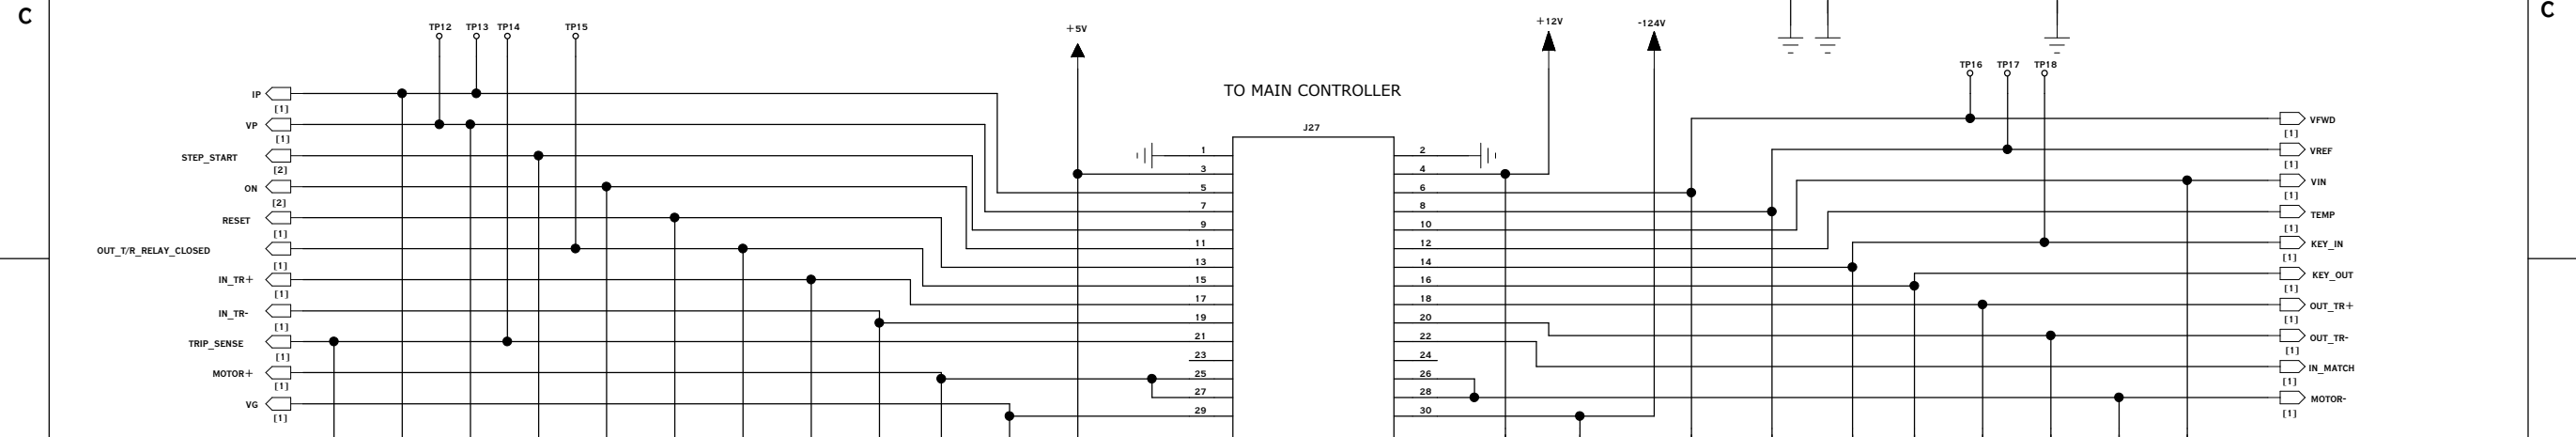 C
C
TP12 TP13 TP14 TP15
+5V
+12V
-124V
TP16 TP17 TP18
TO MAIN CONTROLLER
J27
IP
[1]
VP
[1]
STEP_START
[2]
ON
[2]
RESET
[1]
OUT_T/R_RELAY_CLOSED
[1]
IN_TR+
[1]
IN_TR-
[1]
TRIP_SENSE
[1]
MOTOR+
[1]
VG
[1]
1 2
3 4
5 6
7 8
9 10
11 12
13 14
15 16
17 18
19 20
21 22
23 24
25 26
27 28
29 30
VFWD
[1]
VREF
[1]
VIN
[1]
TEMP
[1]
KEY_IN
[1]
KEY_OUT
[1]
OUT_TR+
[1]
OUT_TR-
[1]
IN_MATCH
[1]
MOTOR-
[1]